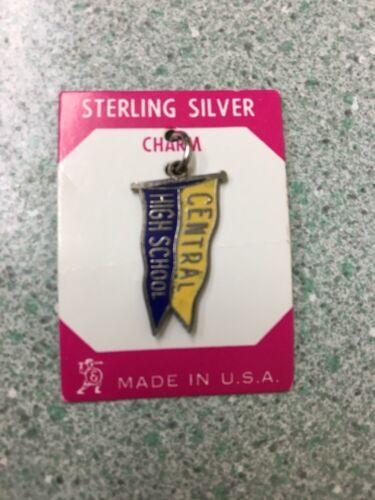 STERLING SILVER
CHARM
CENTRAL
HIGH SCHOOL
MADE IN U.S.A.